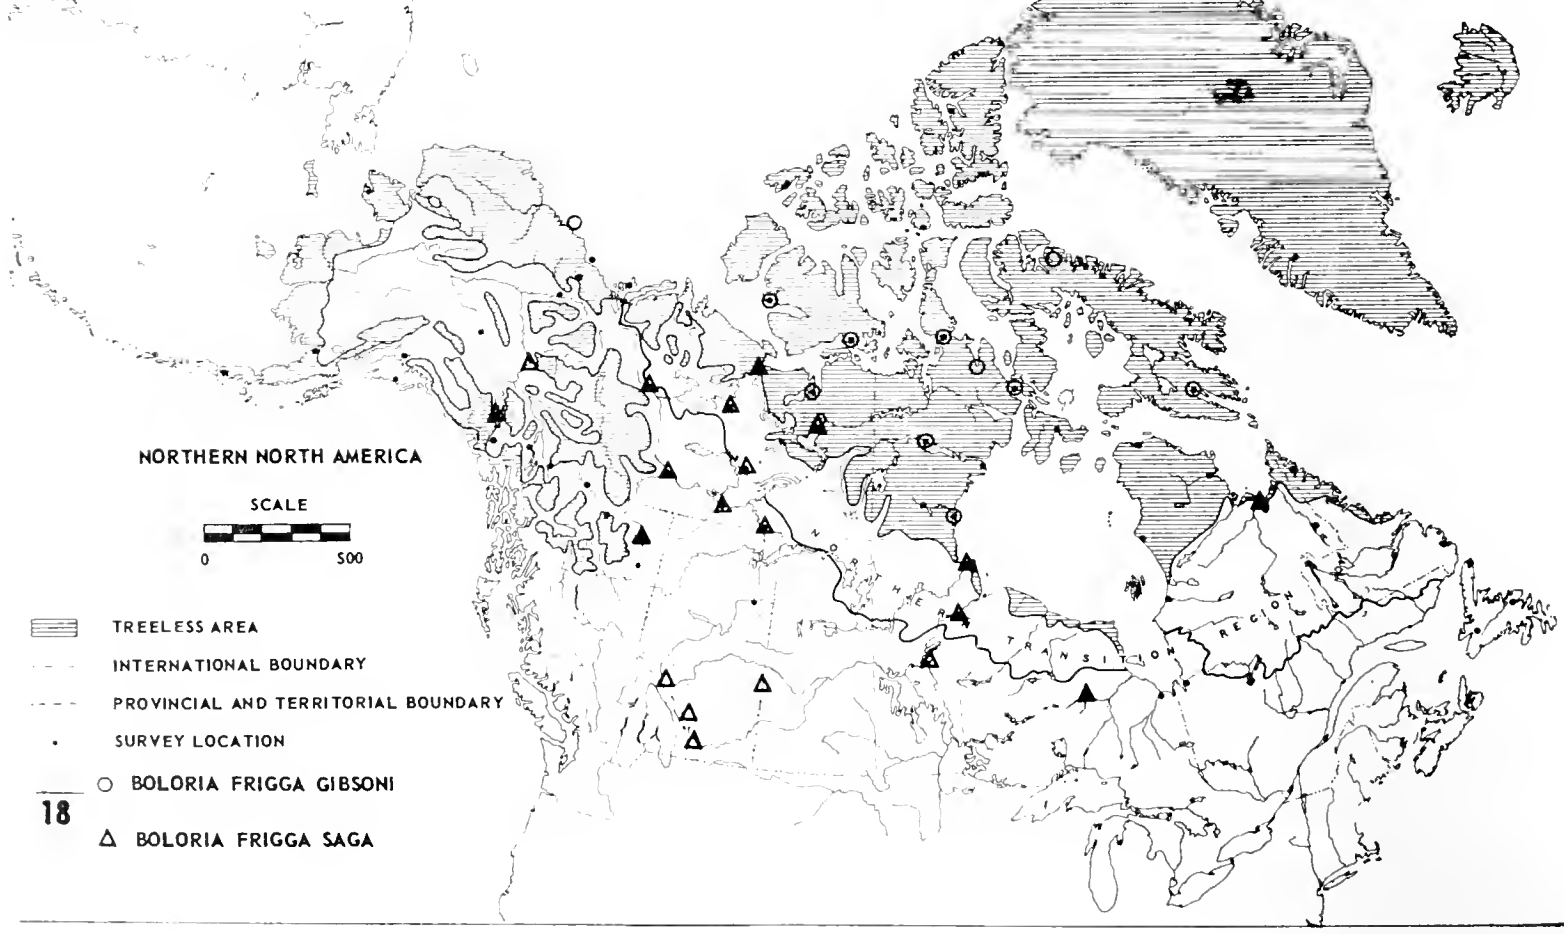 NORTHERN NORTH AMERICA
SCALE
0 500
TREELESS AREA
INTERNATIONAL BOUNDARY
PROVINCIAL AND TERRITORIAL BOUNDARY
SURVEY LOCATION
BOLORIA FRIGGA GIBSONI
18
BOLORIA FRIGGA SAGA
NORTHERN TRANSITION REGION